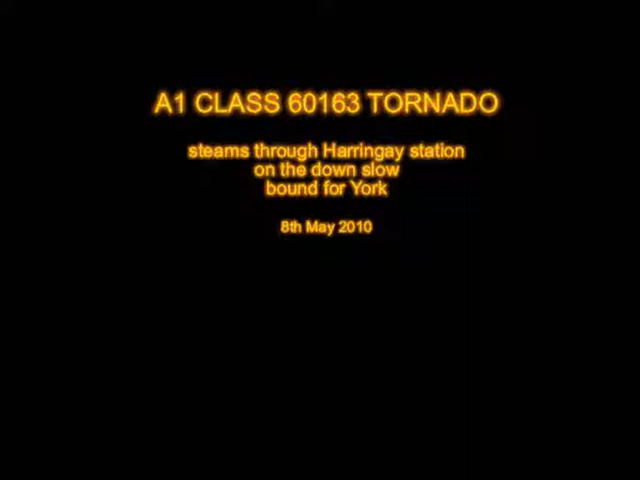 A1 CLASS 60163 TORNADO
steams through Harringay station
on the down slow
bound for York
8th May 2010